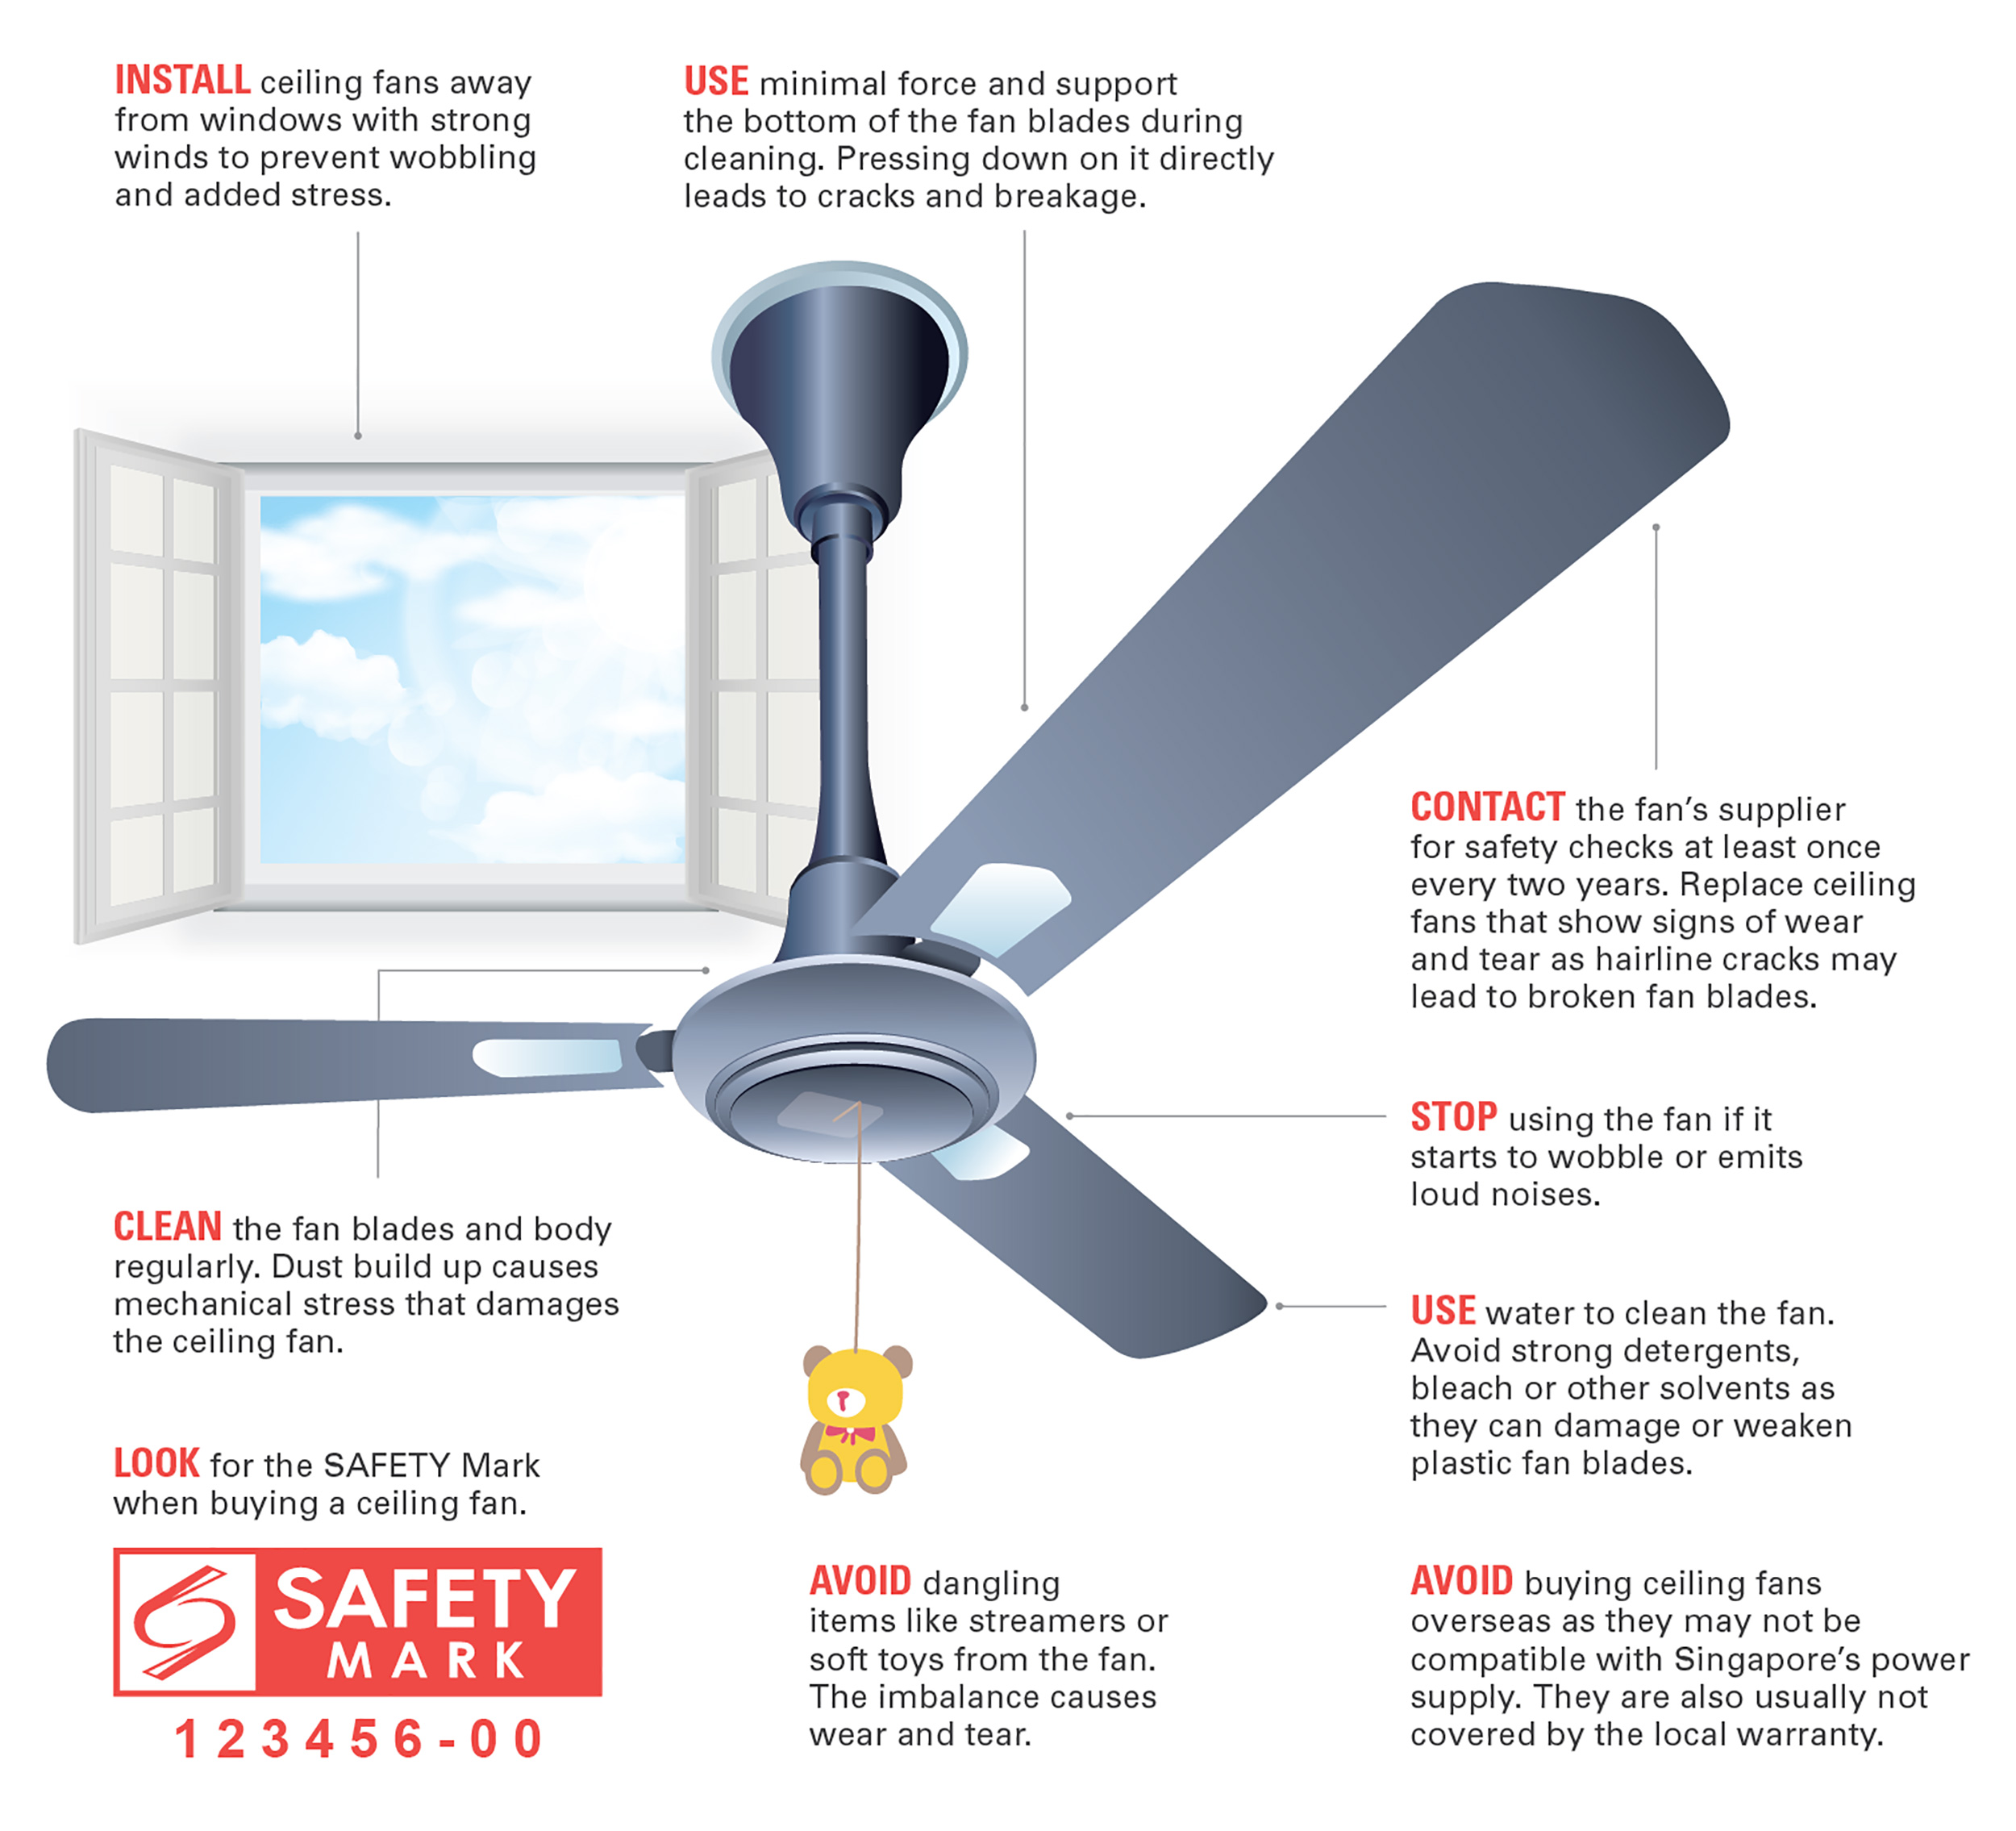 INSTALL ceiling fans away
from windows with strong
winds to prevent wobbling
and added stress.
USE minimal force and support
the bottom of the fan blades during
cleaning. Pressing down on it directly
leads to cracks and breakage.
CONTACT the fan’s supplier
for safety checks at least once
every two years. Replace ceiling
fans that show signs of wear
and tear as hairline cracks may
lead to broken fan blades.
STOP using the fan if it
starts to wobble or emits
loud noises.
CLEAN the fan blades and body
regularly. Dust build up causes
mechanical stress that damages
the ceiling fan.
USE water to clean the fan.
Avoid strong detergents,
bleach or other solvents as
they can damage or weaken
plastic fan blades.
LOOK for the SAFETY Mark
when buying a ceiling fan.
SAFETY
MARK
123456-00
AVOID dangling
items like streamers or
soft toys from the fan.
The imbalance causes
wear and tear.
AVOID buying ceiling fans
overseas as they may not be
compatible with Singapore’s power
supply. They are also usually not
covered by the local warranty.